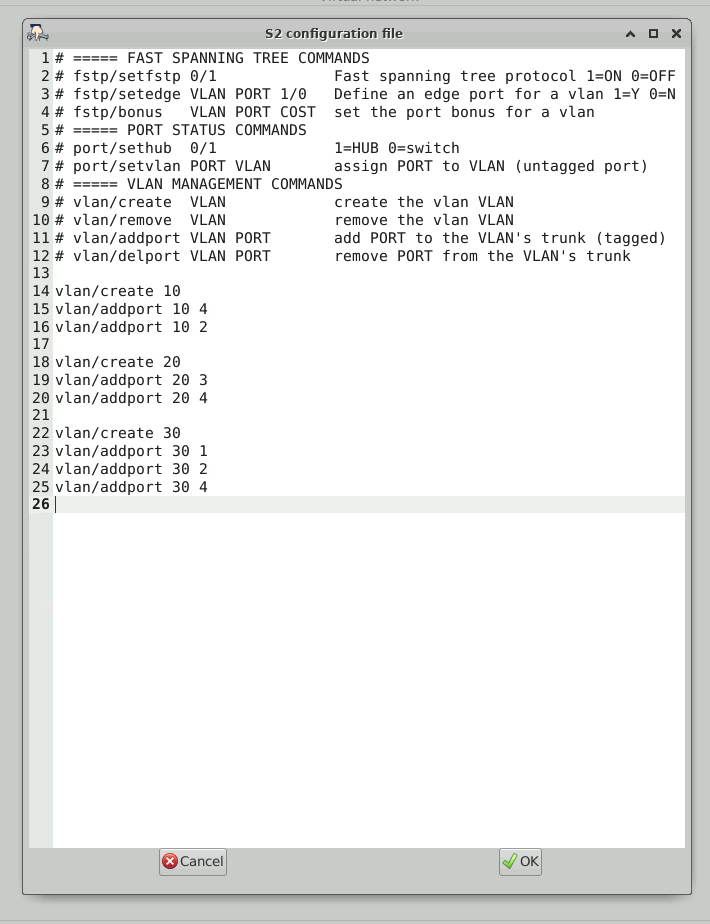 S2 configuration file
1 # ===== FAST SPANNING TREE COMMANDS
2 # fstp/setfstp 0/1             Fast spanning tree protocol 1=ON 0=OFF
3 # fstp/setedge VLAN PORT 1/0   Define an edge port for a vlan 1=Y 0=N
4 # fstp/bonus   VLAN PORT COST  set the port bonus for a vlan
5 # ===== PORT STATUS COMMANDS
6 # port/sethub  0/1             1=HUB 0=switch
7 # port/setvlan PORT VLAN       assign PORT to VLAN (untagged port)
8 # ===== VLAN MANAGEMENT COMMANDS
9 # vlan/create  VLAN            create the vlan VLAN
10 # vlan/remove  VLAN            remove the vlan VLAN
11 # vlan/addport VLAN PORT       add PORT to the VLAN's trunk (tagged)
12 # vlan/delport VLAN PORT       remove PORT from the VLAN's trunk
13
14 vlan/create 10
15 vlan/addport 10 4
16 vlan/addport 10 2
17
18 vlan/create 20
19 vlan/addport 20 3
20 vlan/addport 20 4
21
22 vlan/create 30
23 vlan/addport 30 1
24 vlan/addport 30 2
25 vlan/addport 30 4
26
Cancel OK